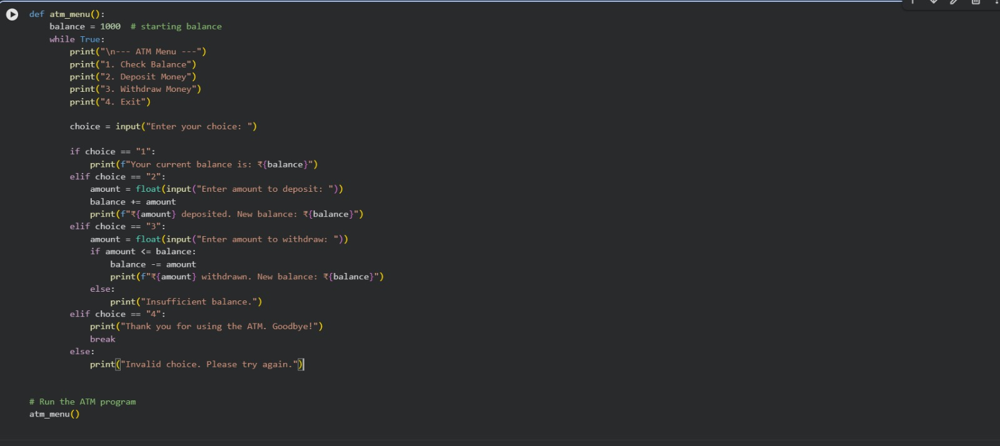 def atm_menu():
    balance = 1000  # starting balance
    while True:
        print("\n--- ATM Menu ---")
        print("1. Check Balance")
        print("2. Deposit Money")
        print("3. Withdraw Money")
        print("4. Exit")

        choice = input("Enter your choice: ")

        if choice == "1":
            print(f"Your current balance is: ₹{balance}")
        elif choice == "2":
            amount = float(input("Enter amount to deposit: "))
            balance += amount
            print(f"₹{amount} deposited. New balance: ₹{balance}")
        elif choice == "3":
            amount = float(input("Enter amount to withdraw: "))
            if amount <= balance:
                balance -= amount
                print(f"₹{amount} withdrawn. New balance: ₹{balance}")
            else:
                print("Insufficient balance.")
        elif choice == "4":
            print("Thank you for using the ATM. Goodbye!")
            break
        else:
            print("Invalid choice. Please try again.")


# Run the ATM program
atm_menu()